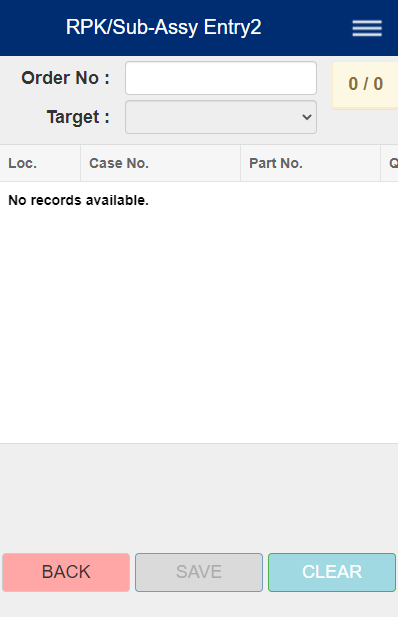 RPK/Sub-Assy Entry2
Order No :
0 / 0
Target :
Loc. Case No. Part No. Q
No records available.
BACK SAVE CLEAR